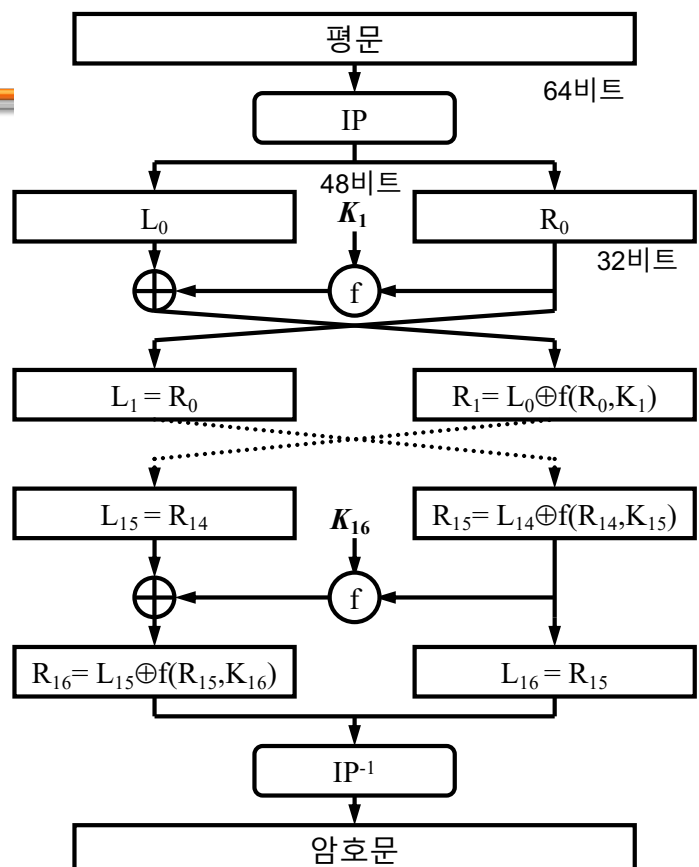 평문
64비트
IP
48비트
L₀
K₁
R₀
32비트
f
L₁ = R₀
R₁ = L₀⊕f(R₀,K₁)
L₁₅ = R₁₄
K₁₆
R₁₅= L₁₄⊕f(R₁₄,K₁₅)
f
R₁₆= L₁₅⊕f(R₁₅,K₁₆)
L₁₆ = R₁₅
IP⁻¹
암호문